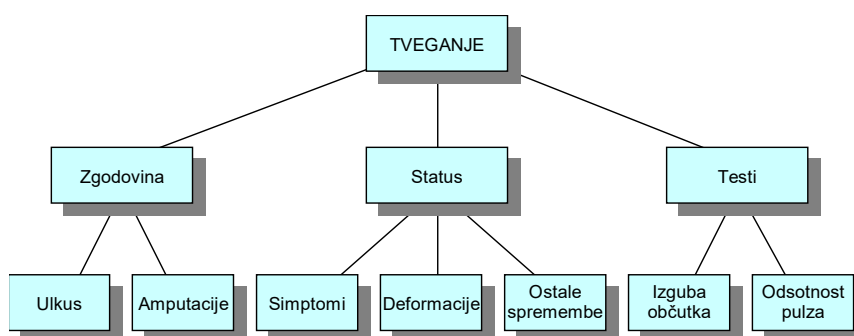 TVEGANJE
Zgodovina
Status
Testi
Ulkus
Amputacije
Simptomi
Deformacije
Ostale
spremembe
Izguba
občutka
Odsotnost
pulza